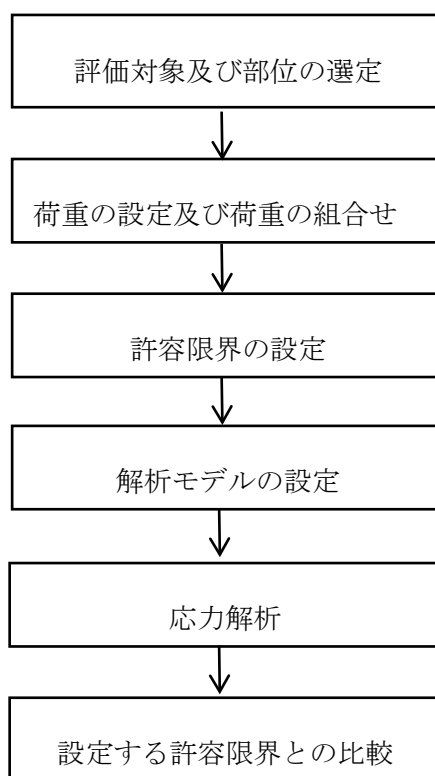 評価対象及び部位の選定
荷重の設定及び荷重の組合せ
許容限界の設定
解析モデルの設定
応力解析
設定する許容限界との比較